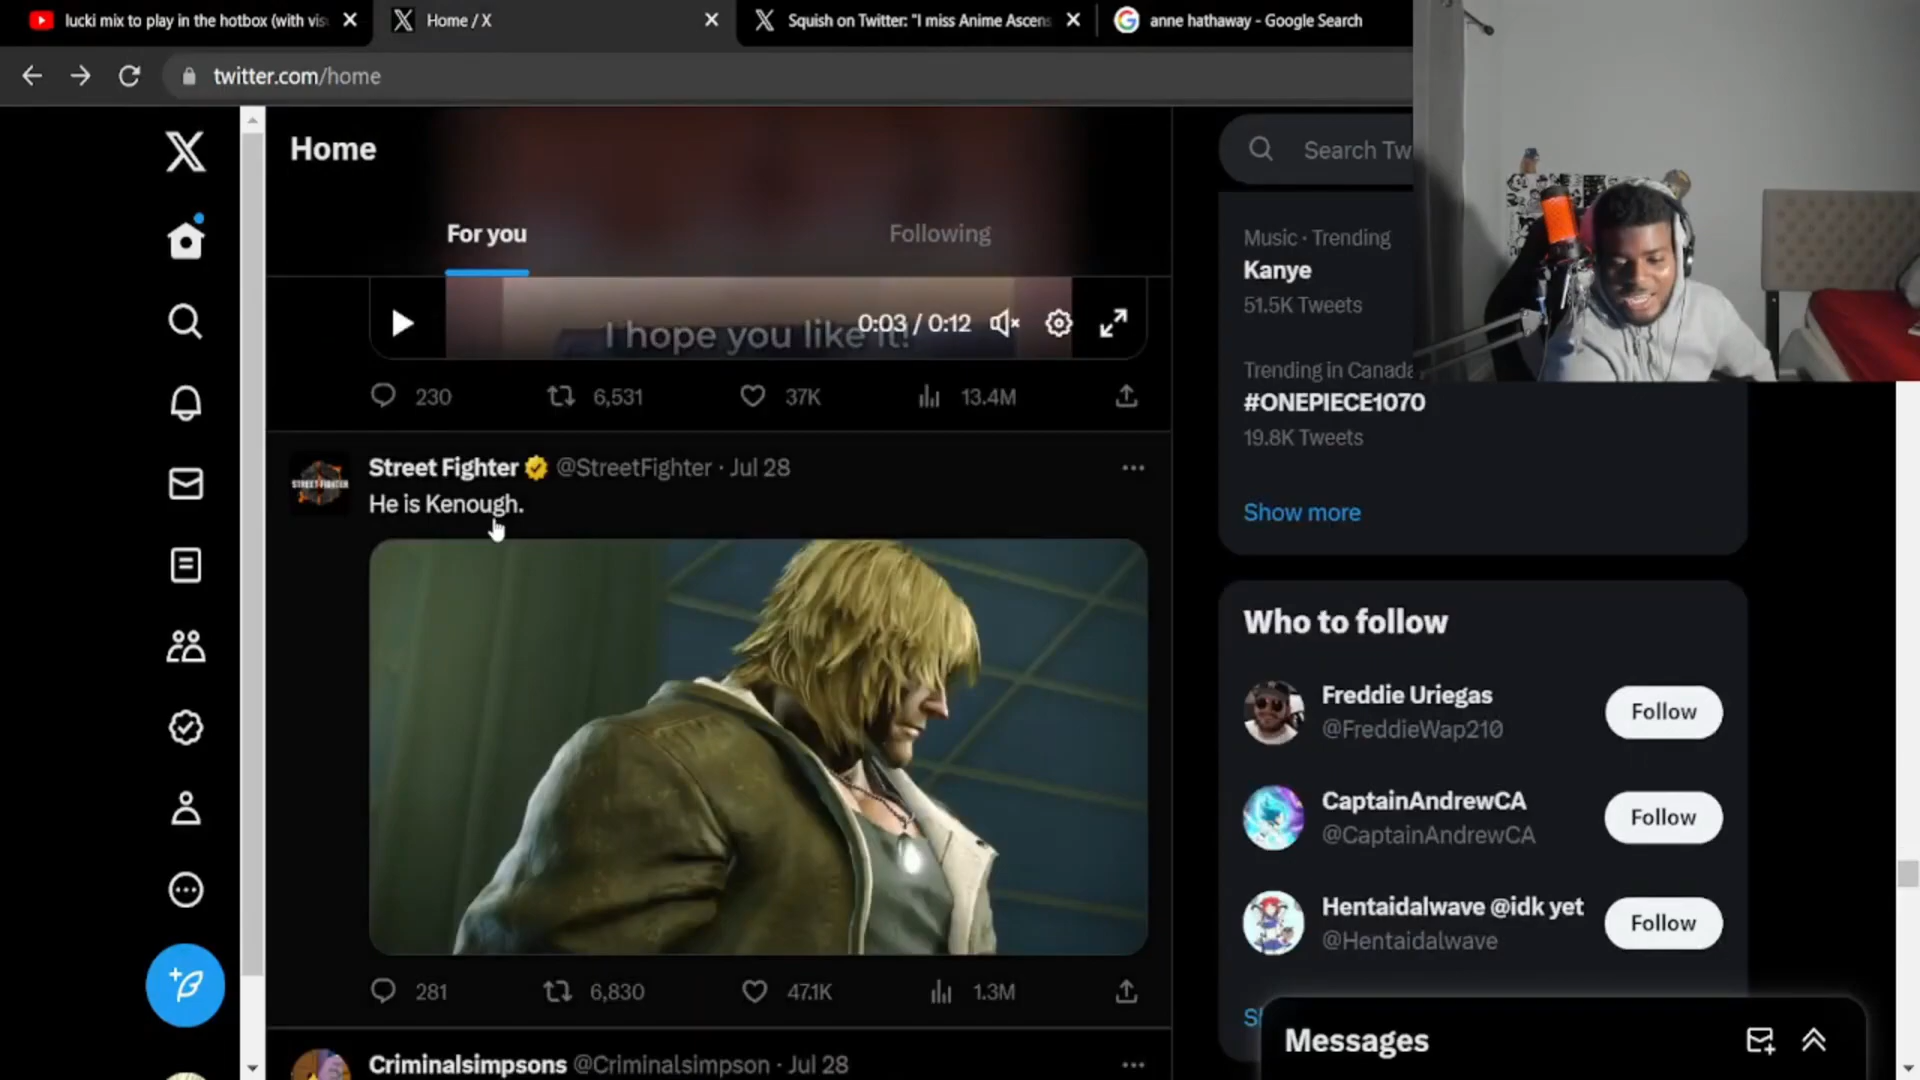 lucki mix to play in the hotbox (with vis
Home / X
Squish on Twitter: "I miss Anime Ascens
anne hathaway - Google Search
twitter.com/home
Home
For you
Following
I hope you like it!
0:03 / 0:12
230
6,531
37K
13.4M
Street Fighter @StreetFighter · Jul 28
He is Kenough.
STREET FIGHTER
281
6,830
47.1K
1.3M
Criminalsimpsons @Criminalsimpson · Jul 28
Search Tw
Music · Trending
Kanye
51.5K Tweets
Trending in Canada
#ONEPIECE1070
19.8K Tweets
Show more
Who to follow
Freddie Uriegas
@FreddieWap210
Follow
CaptainAndrewCA
@CaptainAndrewCA
Follow
Hentaidalwave @idk yet
@Hentaidalwave
Follow
Messages